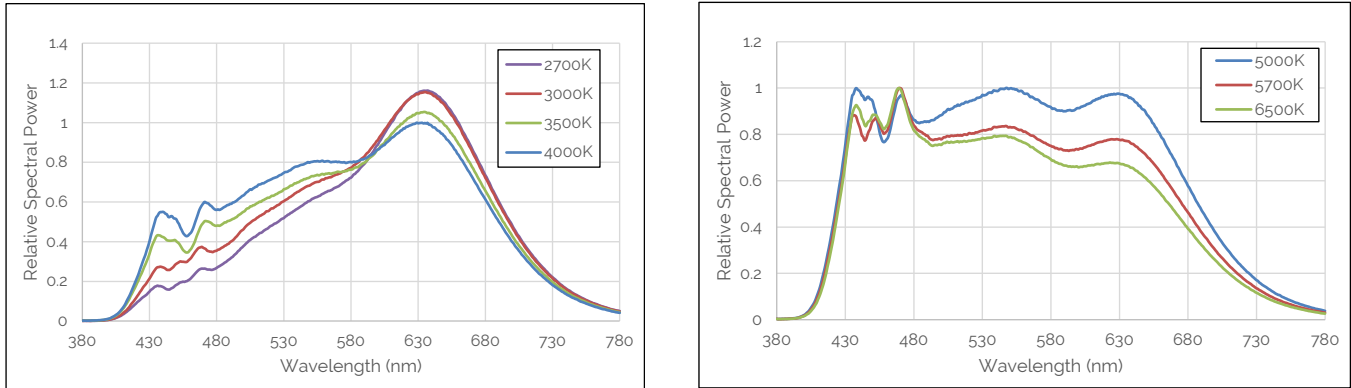 1.4
1.2
1
0.8
0.6
0.4
0.2
0
Relative Spectral Power
2700K
3000K
3500K
4000K
380 430 480 530 580 630 680 730 780
Wavelength (nm)
1.2
1
0.8
0.6
0.4
0.2
0
Relative Spectral Power
5000K
5700K
6500K
380 430 480 530 580 630 680 730 780
Wavelength (nm)